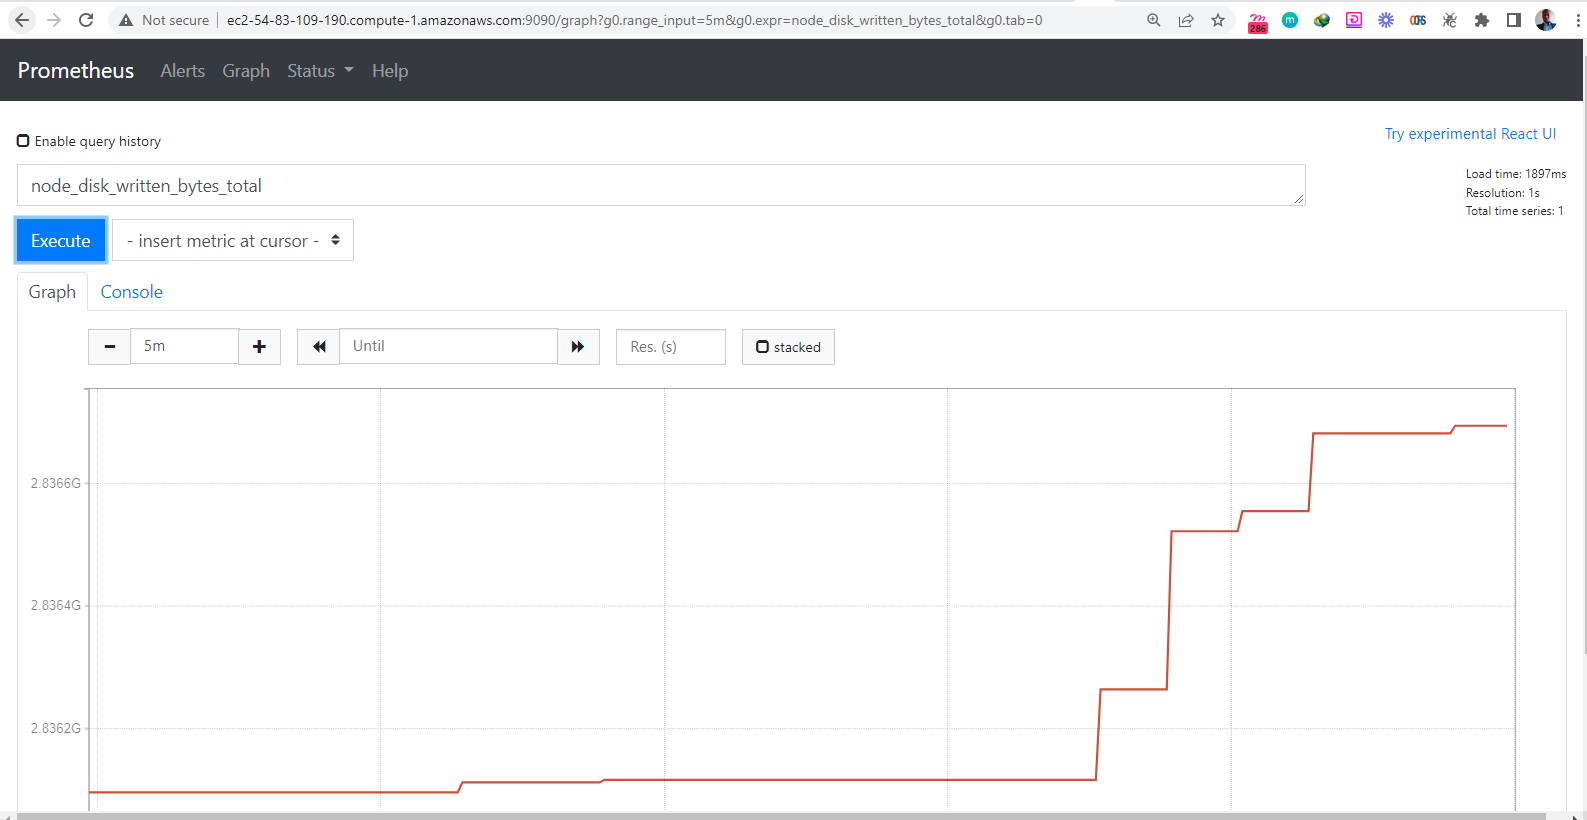 Not secure
ec2-54-83-109-190.compute-1.amazonaws.com:9090/graph?g0.range_input=5m&g0.expr=node_disk_written_bytes_total&g0.tab=0
286
m
Prometheus
Alerts
Graph
Status
Help
Enable query history
Try experimental React UI
node_disk_written_bytes_total
Load time: 1897ms
Resolution: 1s
Total time series: 1
Execute
- insert metric at cursor -
Graph
Console
5m
Until
Res. (s)
stacked
2.8366G
2.8364G
2.8362G